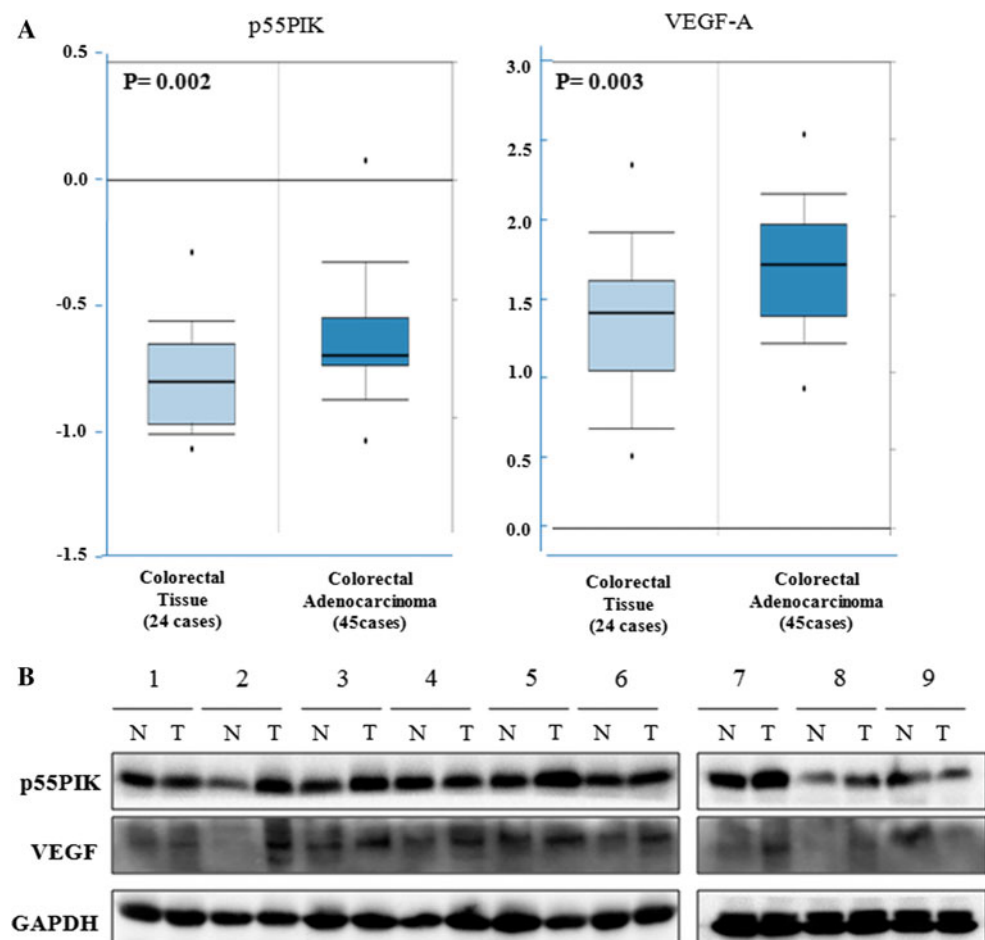 A
p55PIK
VEGF-A
P= 0.002
0.5
0.0
-0.5
-1.0
-1.5
Colorectal
Tissue
(24 cases)
Colorectal
Adenocarcinoma
(45cases)
P= 0.003
3.0
2.5
2.0
1.5
1.0
0.5
0.0
Colorectal
Tissue
(24 cases)
Colorectal
Adenocarcinoma
(45cases)
B
1 2 3 4 5 6 7 8 9
N T N T N T N T N T N T N T N T N T
p55PIK
VEGF
GAPDH